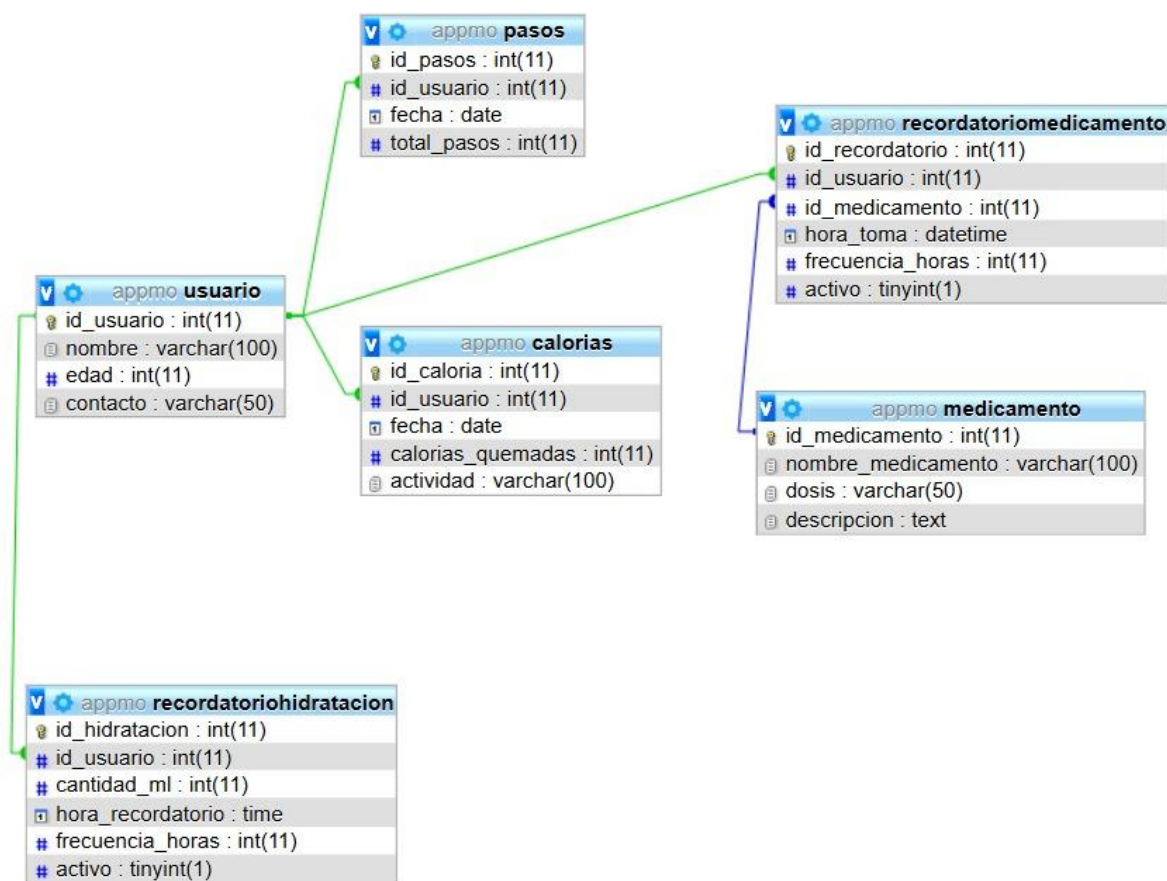 appmo pasos
id_pasos : int(11)
id_usuario : int(11)
fecha : date
total_pasos : int(11)
appmo recordatoriomedicamento
id_recordatorio : int(11)
id_usuario : int(11)
id_medicamento : int(11)
hora_toma : datetime
frecuencia_horas : int(11)
activo : tinyint(1)
appmo usuario
id_usuario : int(11)
nombre : varchar(100)
edad : int(11)
contacto : varchar(50)
appmo calorias
id_caloria : int(11)
id_usuario : int(11)
fecha : date
calorias_quemadas : int(11)
actividad : varchar(100)
appmo medicamento
id_medicamento : int(11)
nombre_medicamento : varchar(100)
dosis : varchar(50)
descripcion : text
appmo recordatoriohidratacion
id_hidratacion : int(11)
id_usuario : int(11)
cantidad_ml : int(11)
hora_recordatorio : time
frecuencia_horas : int(11)
activo : tinyint(1)